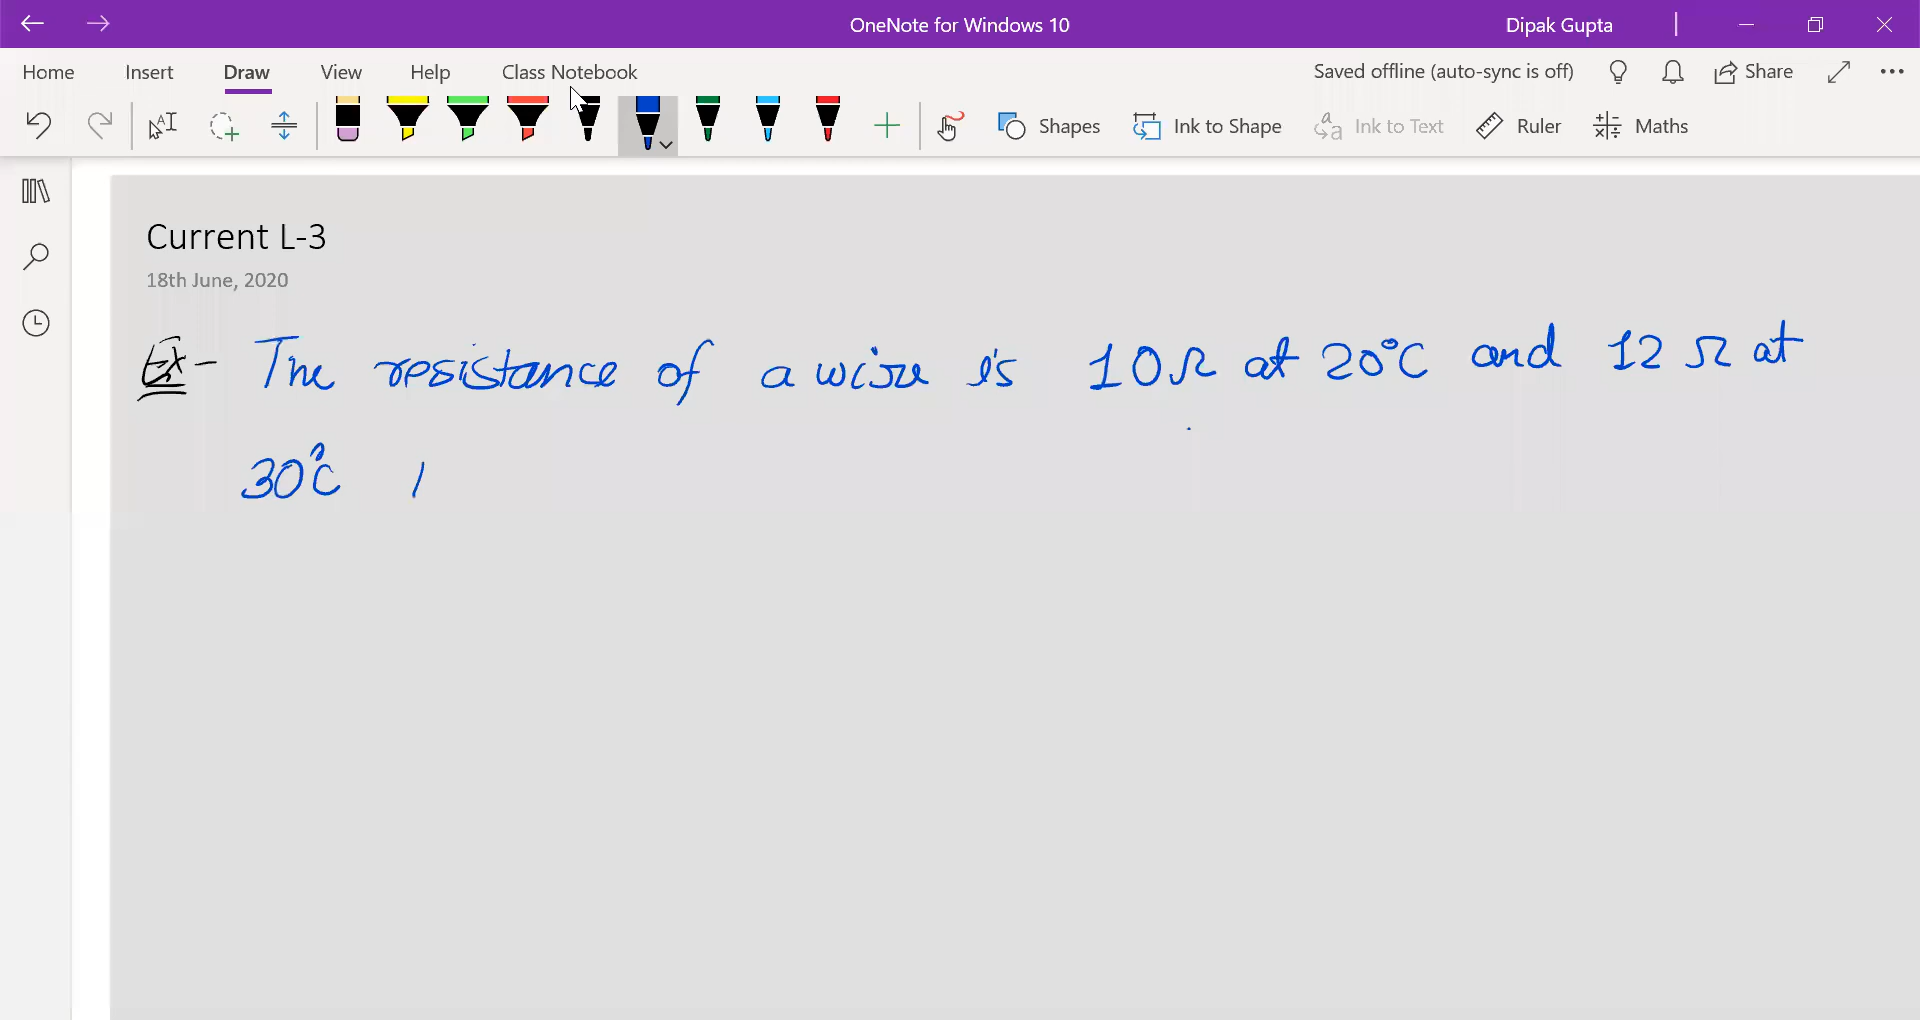 OneNote for Windows 10
Dipak Gupta
Home Insert Draw View Help Class Notebook
Saved offline (auto-sync is off) Share
Shapes Ink to Shape Ink to Text Ruler Maths
Current L-3
18th June, 2020
Ex- The resistance of a wire is 10Ω at 20°C and 12 Ω at
30°C